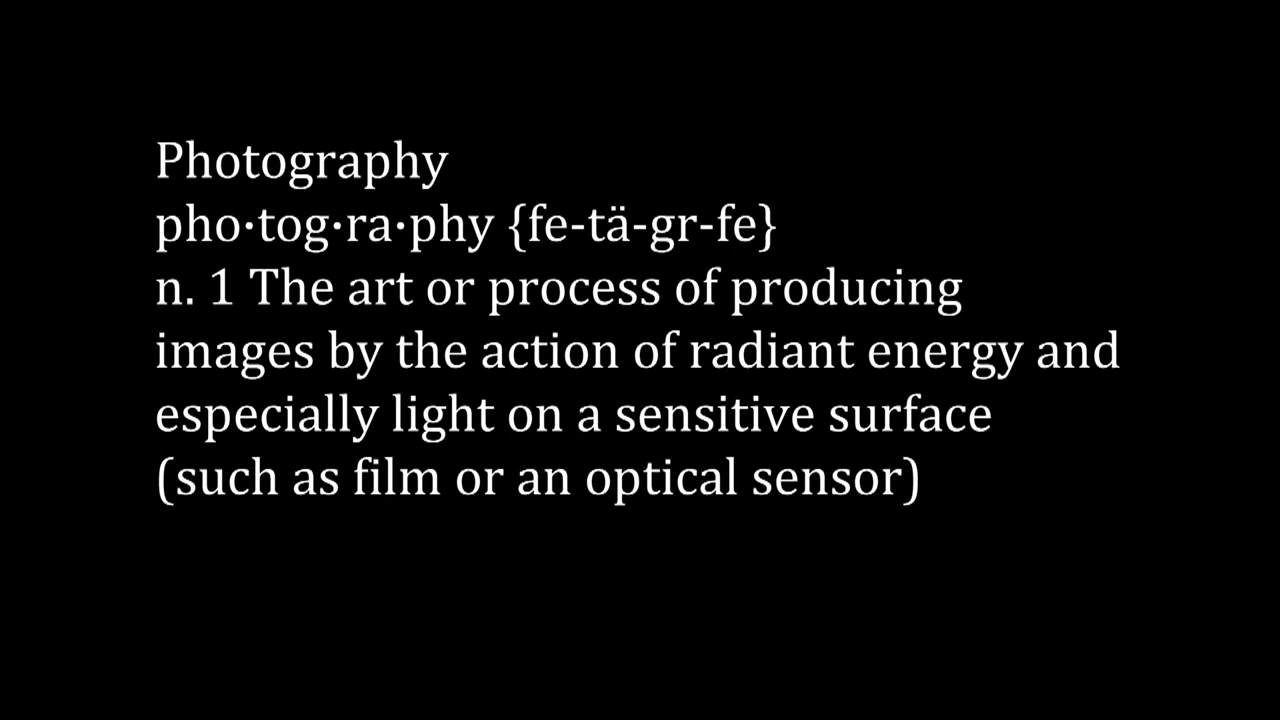 Photography
pho·tog·ra·phy {fe-tä-gr-fe}
n. 1 The art or process of producing
images by the action of radiant energy and
especially light on a sensitive surface
(such as film or an optical sensor)